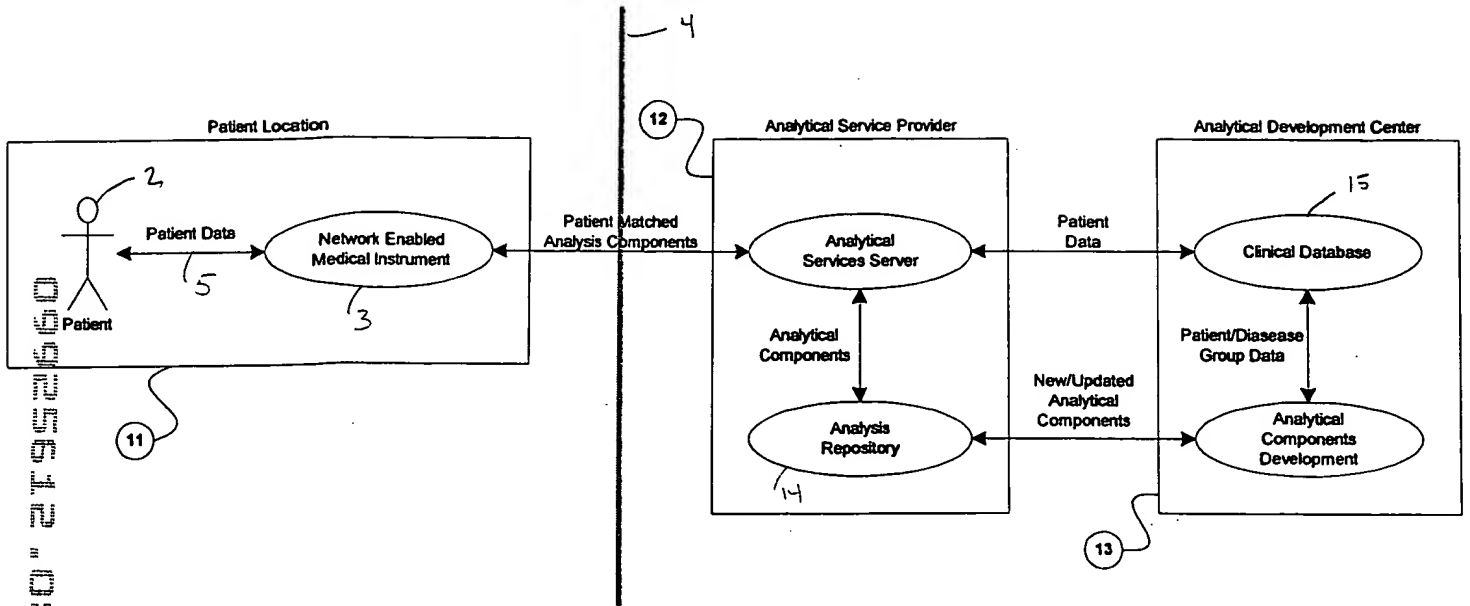 4
12
Patient Location
Analytical Service Provider
Analytical Development Center
2
15
Patient Data
Network Enabled
Medical Instrument
Patient Matched
Analysis Components
Analytical
Services Server
Patient
Data
Clinical Database
5
3
Patient
Analytical
Components
Patient/Diasease
Group Data
New/Updated
Analytical
Components
11
Analysis
Repository
Analytical
Components
Development
14
13